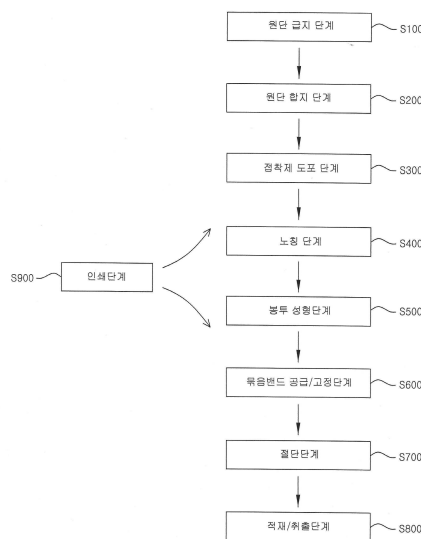 원단 급지 단계 S100
원단 합지 단계 S200
접착제 도포 단계 S300
노칭 단계 S400
S900 인쇄단계
봉투 성형단계 S500
묶음밴드 공급/고정단계 S600
절단단계 S700
적재/취출단계 S800